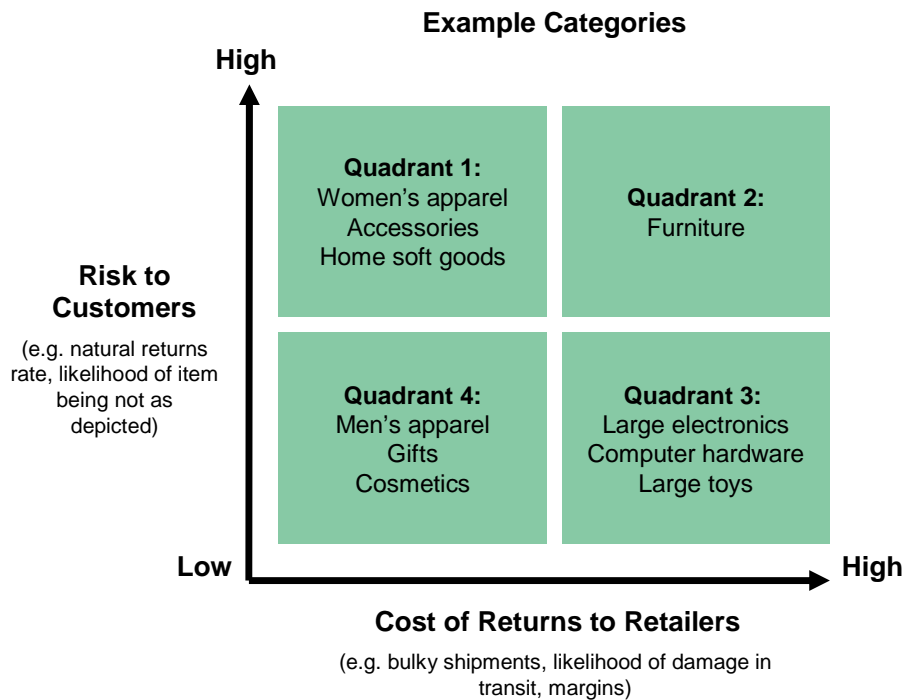 Example Categories
High
Quadrant 1:
Women’s apparel
Accessories
Home soft goods
Quadrant 2:
Furniture
Risk to
Customers
(e.g. natural returns
rate, likelihood of item
being not as
depicted)
Quadrant 4:
Men’s apparel
Gifts
Cosmetics
Quadrant 3:
Large electronics
Computer hardware
Large toys
Low
High
Cost of Returns to Retailers
(e.g. bulky shipments, likelihood of damage in
transit, margins)